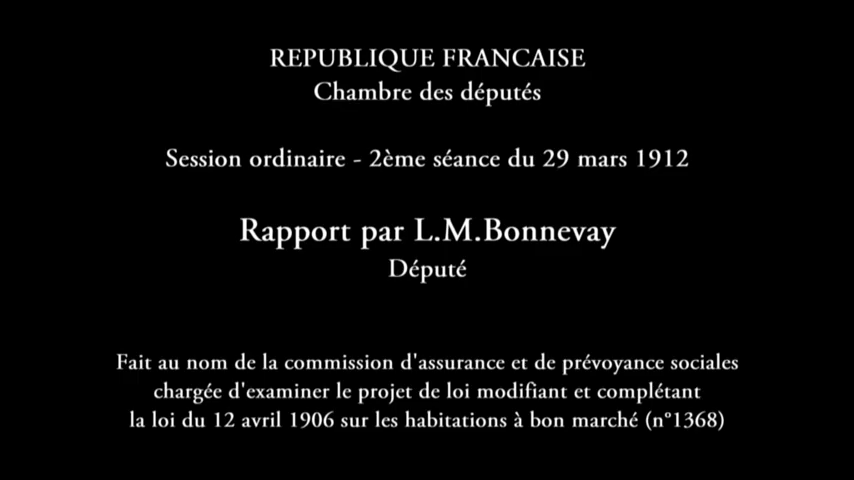 REPUBLIQUE FRANCAISE
Chambre des députés
Session ordinaire - 2ème séance du 29 mars 1912
Rapport par L.M.Bonnevay
Député
Fait au nom de la commission d'assurance et de prévoyance sociales
chargée d'examiner le projet de loi modifiant et complétant
la loi du 12 avril 1906 sur les habitations à bon marché (n°1368)